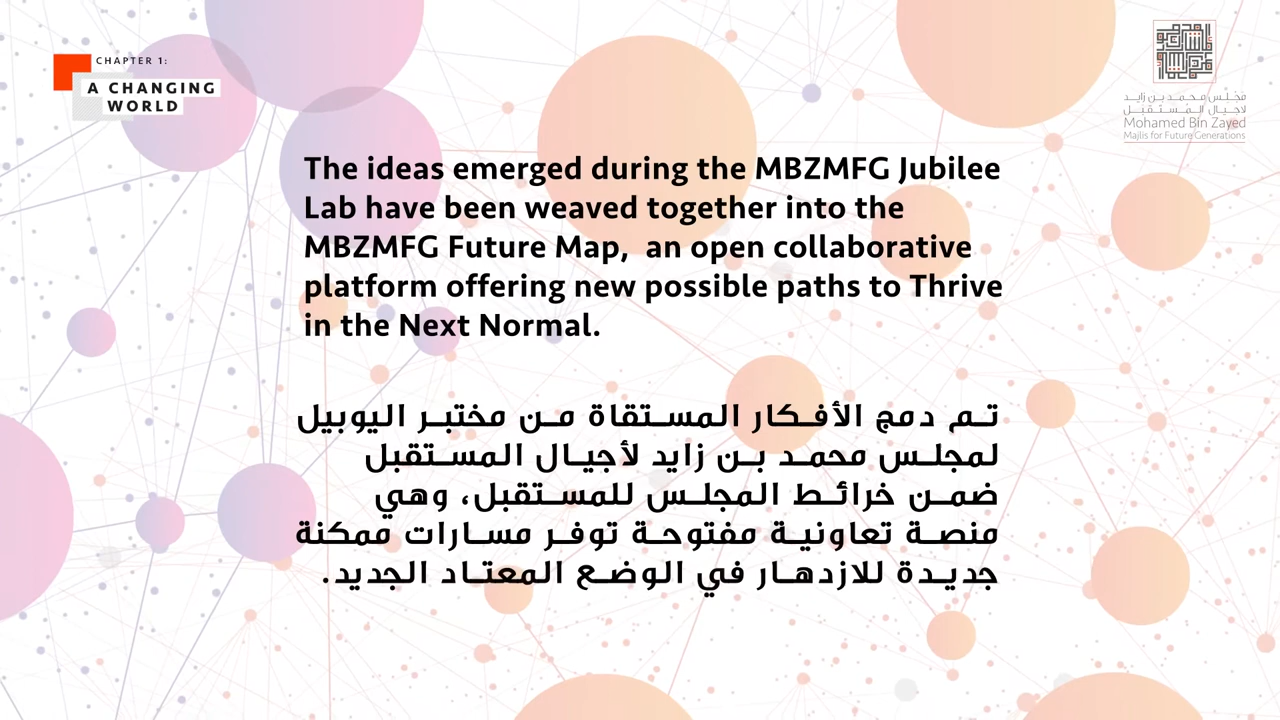 CHAPTER 1:
A CHANGING
WORLD
مجلس محمد بن زايد
لأجيال المستقبل
Mohamed Bin Zayed
Majlis for Future Generations
The ideas emerged during the MBZMFG Jubilee
Lab have been weaved together into the
MBZMFG Future Map,  an open collaborative
platform offering new possible paths to Thrive
in the Next Normal.
تم دمج الأفكار المستقاة من مختبر اليوبيل
لمجلس محمد بن زايد لأجيال المستقبل
ضمن خرائط المجلس للمستقبل، وهي
منصة تعاونية مفتوحة توفر مسارات ممكنة
جديدة للازدهار في الوضع المعتاد الجديد.